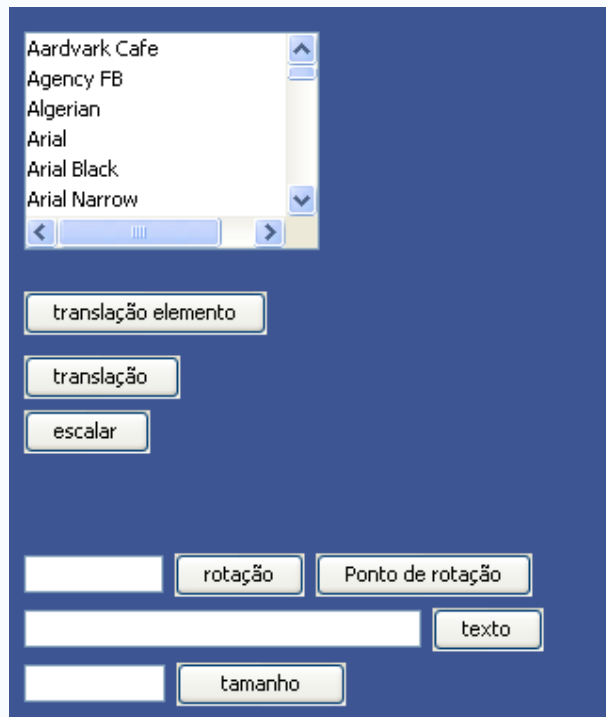 Aardvark Cafe
Agency FB
Algerian
Arial
Arial Black
Arial Narrow
translação elemento
translação
escalar
rotação Ponto de rotação
texto
tamanho